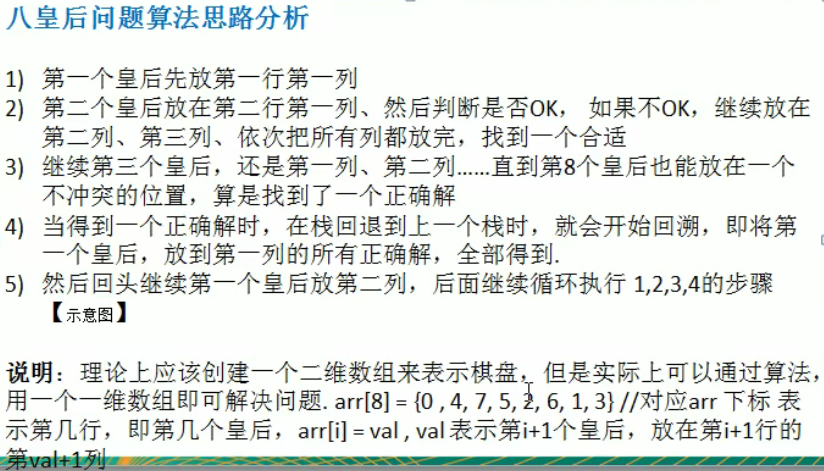 八皇后问题算法思路分析
1) 第一个皇后先放第一行第一列
2) 第二个皇后放在第二行第一列、然后判断是否OK， 如果不OK，继续放在
第二列、第三列、依次把所有列都放完，找到一个合适
3) 继续第三个皇后，还是第一列、第二列……直到第8个皇后也能放在一个
不冲突的位置，算是找到了一个正确解
4) 当得到一个正确解时，在栈回退到上一个栈时，就会开始回溯，即将第
一个皇后，放到第一列的所有正确解，全部得到.
5) 然后回头继续第一个皇后放第二列，后面继续循环执行 1,2,3,4的步骤
【示意图】
说明：理论上应该创建一个二维数组来表示棋盘，但是实际上可以通过算法，
用一个一维数组即可解决问题. arr[8] = {0 , 4, 7, 5, 2, 6, 1, 3} //对应arr 下标 表
示第几行，即第几个皇后，arr[i] = val , val 表示第i+1个皇后，放在第i+1行的
第val+1列